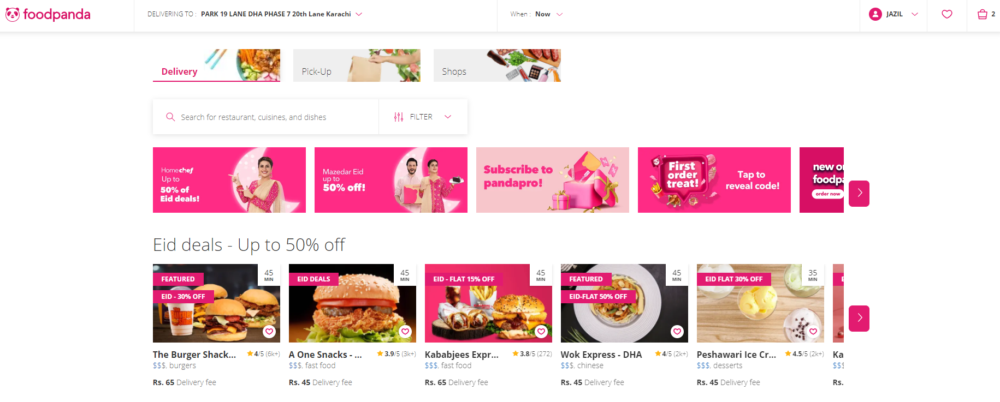 foodpanda
DELIVERING TO : PARK 19 LANE DHA PHASE 7 20th Lane Karachi
When : Now
JAZIL
2
Delivery
Pick-Up
Shops
Search for restaurant, cuisines, and dishes
FILTER
Homechef
Up to
50% of
Eid deals!
Mazedar Eid
up to
50% off!
Subscribe to
pandapro!
First
order
treat!
Tap to
reveal code!
new o
foodpa
order now
Eid deals - Up to 50% off
FEATURED
EID - 30% OFF
45
MIN
The Burger Shack...
4/5 (6k+)
$$$, burgers
Rs. 65 Delivery fee
EID DEALS
45
MIN
A One Snacks - ...
3.9/5 (3k+)
$$$, fast food
Rs. 45 Delivery fee
EID - FLAT 15% OFF
45
MIN
Kababjees Expr...
3.8/5 (272)
$$$, fast food
Rs. 65 Delivery fee
FEATURED
EID-FLAT 50% OFF
45
MIN
Wok Express - DHA
4/5 (2k+)
$$$, chinese
Rs. 45 Delivery fee
EID FLAT 30% OFF
35
MIN
Peshawari Ice Cr...
4.5/5 (2k+)
$$$, desserts
Rs. 45 Delivery fee
E
Ka
$$$
Rs.